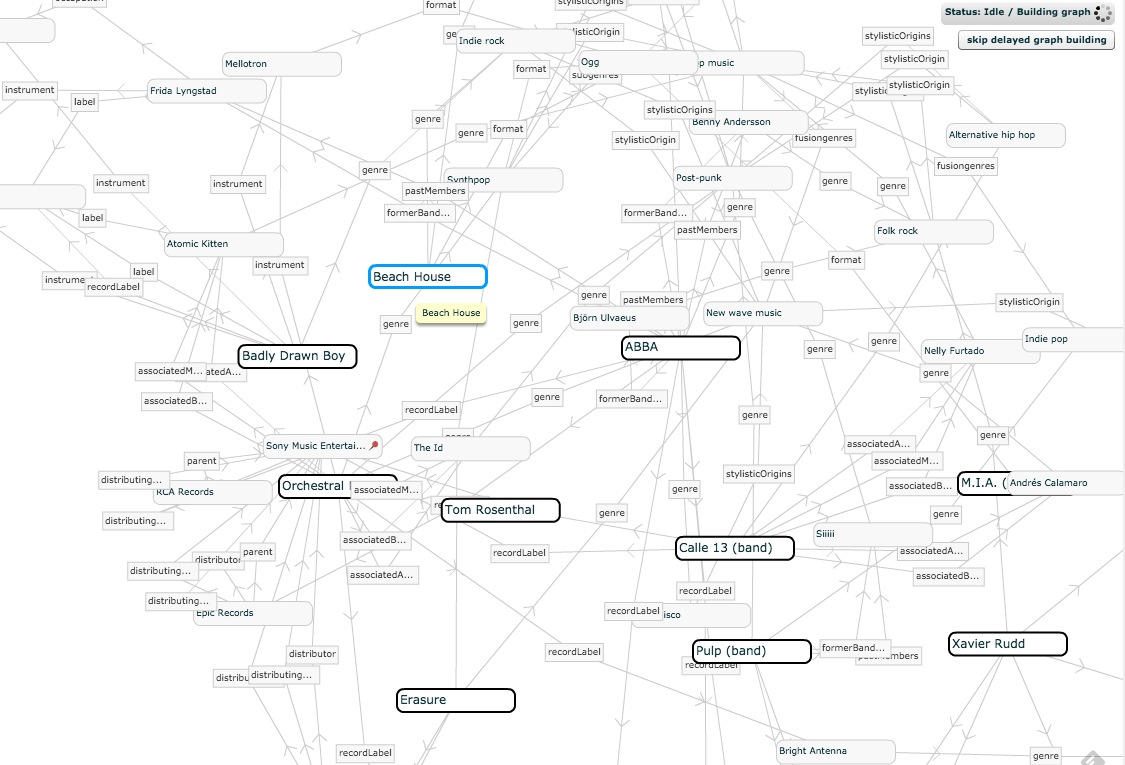 occupation
format
Status: Idle / Building graph
skip delayed graph building
stylisticOrigins
Indie rock
stylisticOrigin
stylisticOrigins
Mellotron
Ogg
p music
stylisticOrigin
format
subgenres
instrument
label
Frida Lyngstad
stylisticOrigin
stylisticOrigins
genre
genre
format
Benny Andersson
stylisticOrigin
fusiongenres
Alternative hip hop
genre
fusiongenres
instrument
instrument
Synthpop
pastMembers
Post-punk
genre
genre
label
formerBand...
formerBand...
genre
pastMembers
Folk rock
Atomic Kitten
instrument
label
recordLabel
Beach House
format
genre
genre
pastMembers
stylisticOrigin
Beach House
genre
genre
Björn Ulvaeus
New wave music
Badly Drawn Boy
ABBA
genre
genre
Nelly Furtado
Indie pop
associatedM...
genre
associatedB...
recordLabel
genre
formerBand...
genre
Sony Music Entertai...
The Id
genre
associatedA...
parent
associatedM...
distributing...
RCA Records
Orchestral
associatedM...
genre
stylisticOrigins
associatedB...
M.I.A. (
Andrés Calamaro
distributing...
Tom Rosenthal
genre
genre
associatedB...
Siiiii
parent
distributor
recordLabel
Calle 13 (band)
associatedA...
distributing...
associatedA...
associatedB...
distributing...
Epic Records
recordLabel
recordLabel
isco
distributor
recordLabel
Pulp (band)
recordLabel
formerBand...
pastMembers
Xavier Rudd
distributing...
Erasure
recordLabel
Bright Antenna
genre